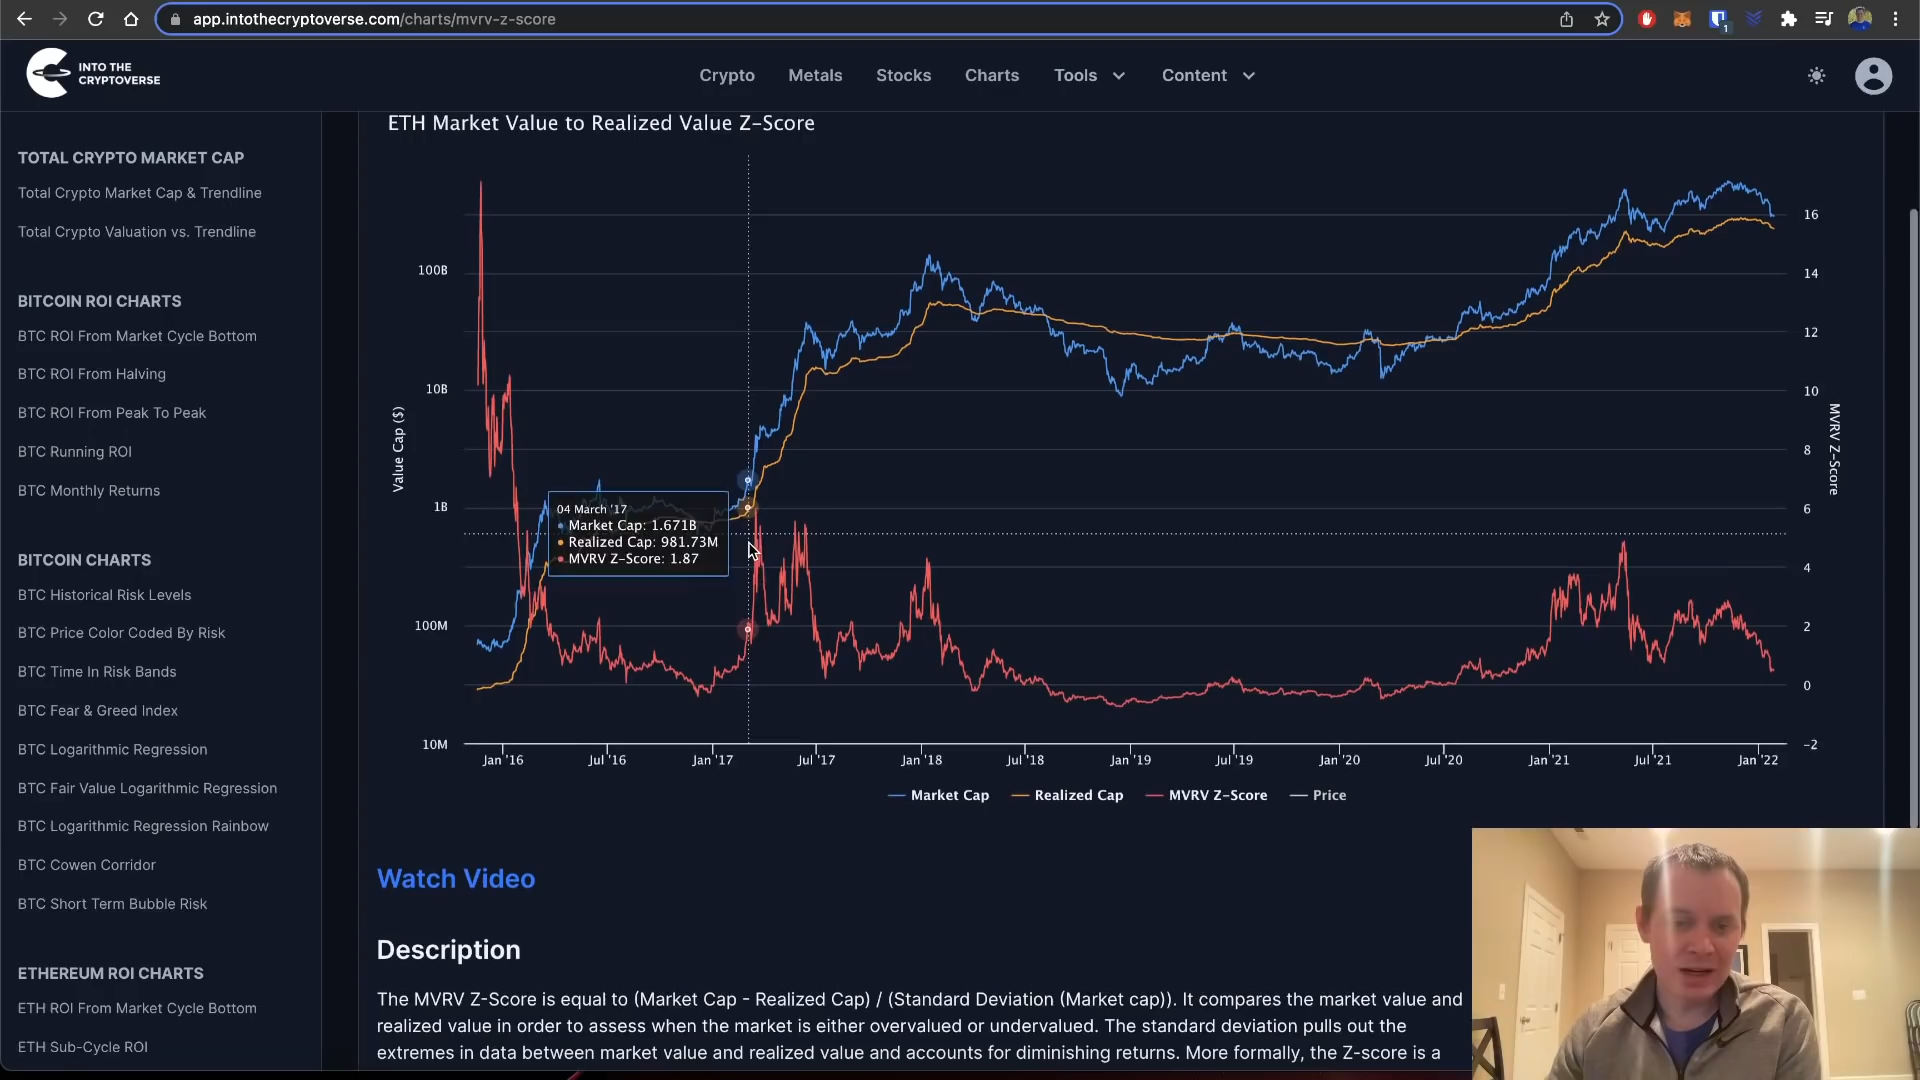 app.intothecryptoverse.com/charts/mvrv-z-score
1
INTO THE
CRYPTOVERSE
Crypto
Metals
Stocks
Charts
Tools
Content
TOTAL CRYPTO MARKET CAP
Total Crypto Market Cap & Trendline
Total Crypto Valuation vs. Trendline
BITCOIN ROI CHARTS
BTC ROI From Market Cycle Bottom
BTC ROI From Halving
BTC ROI From Peak To Peak
BTC Running ROI
BTC Monthly Returns
BITCOIN CHARTS
BTC Historical Risk Levels
BTC Price Color Coded By Risk
BTC Time In Risk Bands
BTC Fear & Greed Index
BTC Logarithmic Regression
BTC Fair Value Logarithmic Regression
BTC Logarithmic Regression Rainbow
BTC Cowen Corridor
BTC Short Term Bubble Risk
ETHEREUM ROI CHARTS
ETH ROI From Market Cycle Bottom
ETH Sub-Cycle ROI
ETH Market Value to Realized Value Z-Score
Value Cap ($)
100B
10B
1B
100M
10M
04 March '17
Market Cap: 1.671B
Realized Cap: 981.73M
MVRV Z-Score: 1.87
16
14
12
10
8
6
4
2
0
-2
MVRV Z-Score
Jan '16
Jul '16
Jan '17
Jul '17
Jan '18
Jul '18
Jan '19
Jul '19
Jan '20
Jul '20
Jan '21
Jul '21
Jan '22
Market Cap
Realized Cap
MVRV Z-Score
Price
Watch Video
Description
The MVRV Z-Score is equal to (Market Cap - Realized Cap) / (Standard Deviation (Market cap)). It compares the market value and
realized value in order to assess when the market is either overvalued or undervalued. The standard deviation pulls out the
extremes in data between market value and realized value and accounts for diminishing returns. More formally, the Z-score is a